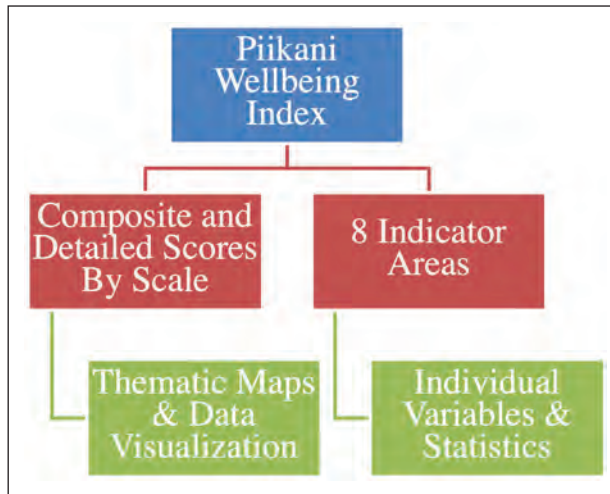 Piikani
Wellbeing
Index
Composite and
Detailed Scores
By Scale
8 Indicator
Areas
Thematic Maps
& Data
Visualization
Individual
Variables &
Statistics